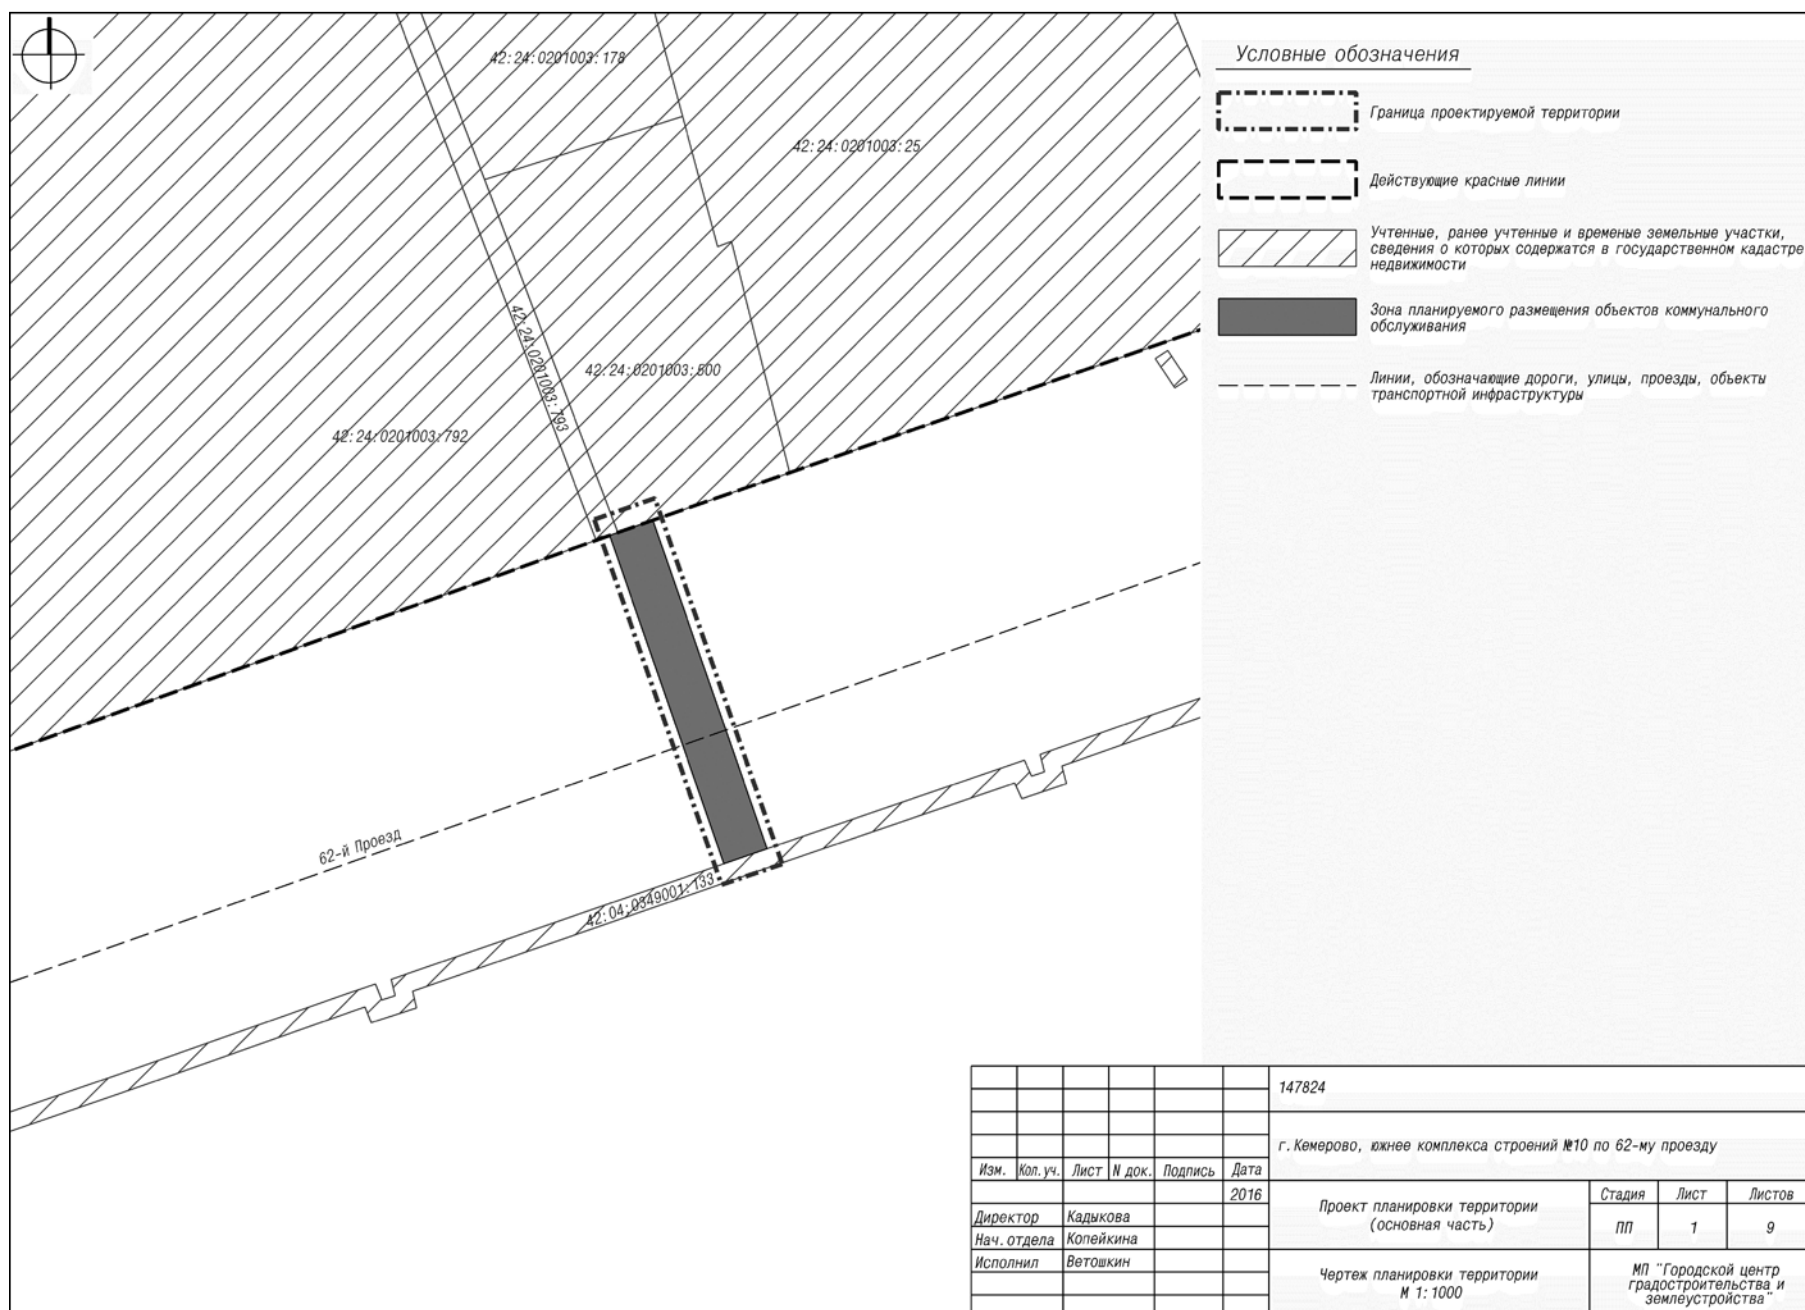 42:24:0201003:178
42:24:0201003:25
42:24:0201003:793
42:24:0201003:500
42:24:0201003:792
62-й Проезд
42:04:0349001:133
Условные обозначения
Граница проектируемой территории
Действующие красные линии
Учтенные, ранее учтенные и временые земельные участки,
сведения о которых содержатся в государственном кадастре
недвижимости
Зона планируемого размещения объектов коммунального
обслуживания
Линии, обозначающие дороги, улицы, проезды, объекты
транспортной инфраструктуры
147824
г.Кемерово, южнее комплекса строений №10 по 62-му проезду
Изм. Кол.уч. Лист N док. Подпись Дата
2016
Директор Кадыкова
Нач.отдела Копейкина
Исполнил Ветошкин
Проект планировки территории
(основная часть)
Стадия Лист Листов
ПП 1 9
Чертеж планировки территории
М 1:1000
МП "Городской центр
градостроительства и
землеустройства"